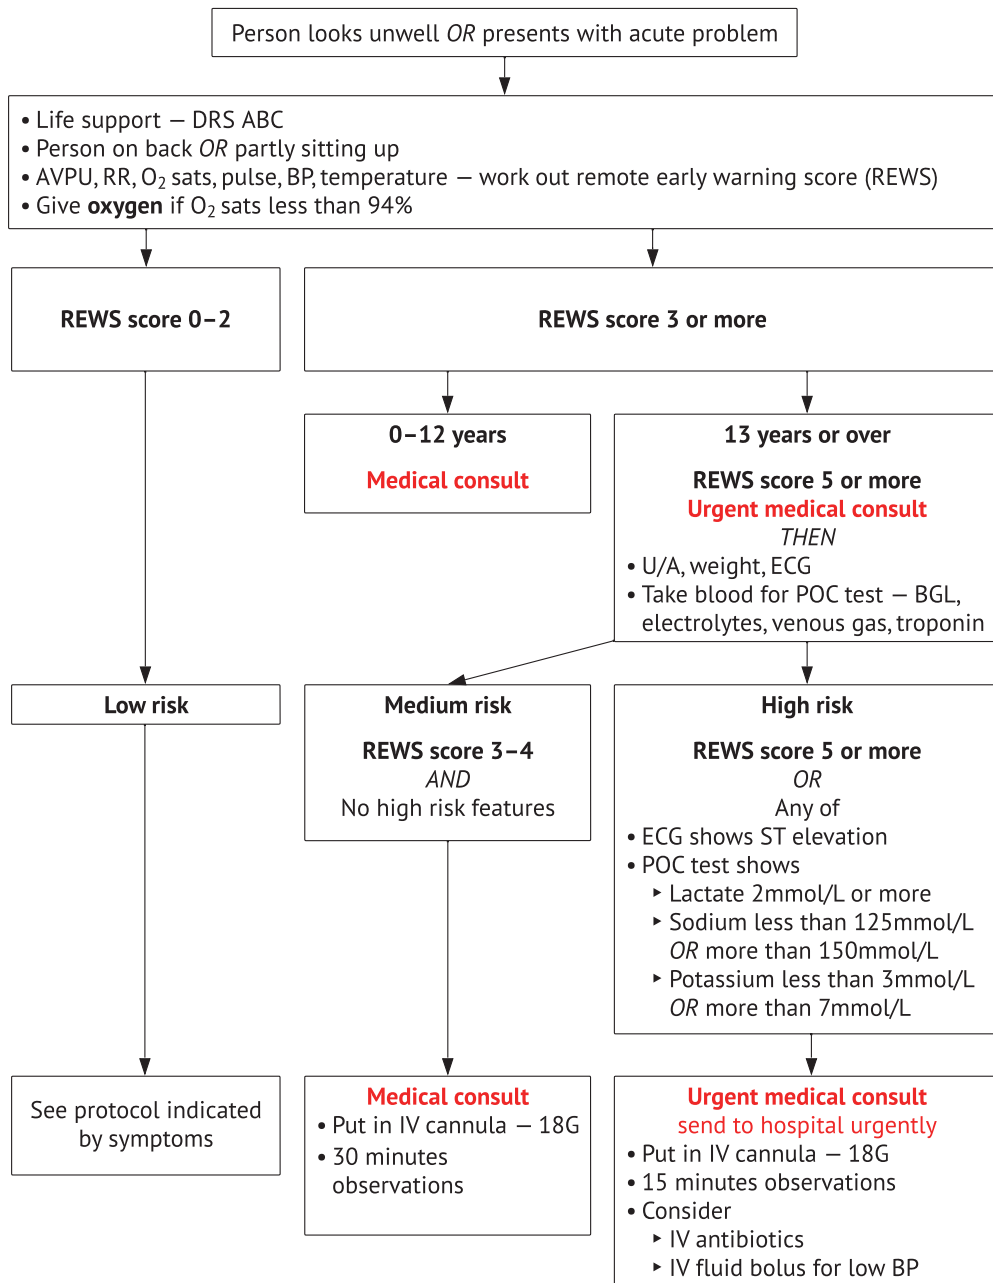 Person looks unwell OR presents with acute problem
• Life support — DRS ABC
• Person on back OR partly sitting up
• AVPU, RR, O₂ sats, pulse, BP, temperature — work out remote early warning score (REWS)
• Give oxygen if O₂ sats less than 94%
REWS score 0–2
REWS score 3 or more
0–12 years
Medical consult
13 years or over
REWS score 5 or more
Urgent medical consult
THEN
• U/A, weight, ECG
• Take blood for POC test — BGL,
electrolytes, venous gas, troponin
Low risk
Medium risk
REWS score 3–4
AND
No high risk features
High risk
REWS score 5 or more
OR
Any of
• ECG shows ST elevation
• POC test shows
‣ Lactate 2mmol/L or more
‣ Sodium less than 125mmol/L
OR more than 150mmol/L
‣ Potassium less than 3mmol/L
OR more than 7mmol/L
See protocol indicated
by symptoms
Medical consult
• Put in IV cannula — 18G
• 30 minutes
observations
Urgent medical consult
send to hospital urgently
• Put in IV cannula — 18G
• 15 minutes observations
• Consider
‣ IV antibiotics
‣ IV fluid bolus for low BP